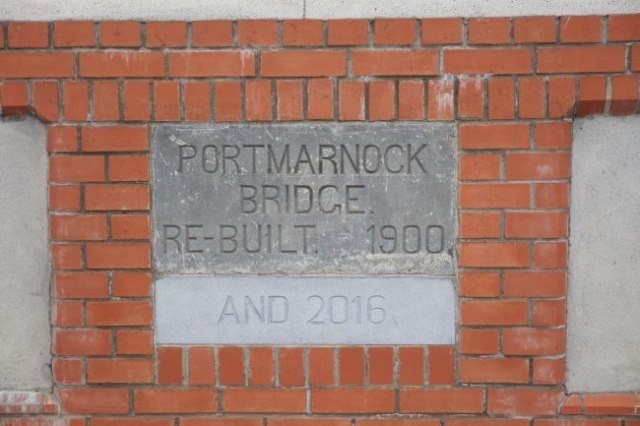 PORTMARNOCK
BRIDGE.
RE-BUILT. 1900.
AND 2016.